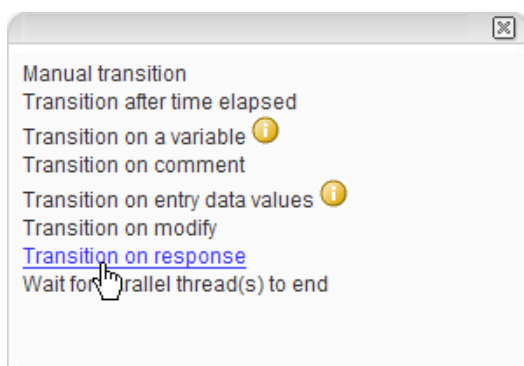 Manual transition
Transition after time elapsed
Transition on a variable
Transition on comment
Transition on entry data values
Transition on modify
Transition on response
Wait for thread(s) to end